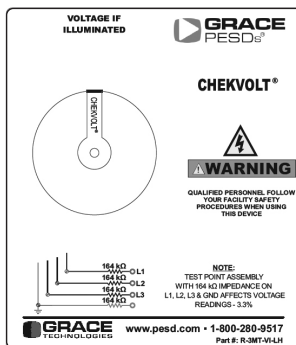 VOLTAGE IF
ILLUMINATED
GRACE
PESDs®
CHEKVOLT®
CHEKVOLT®
WARNING
QUALIFIED PERSONNEL FOLLOW
YOUR FACILITY SAFETY
PROCEDURES WHEN USING
THIS DEVICE
164 kΩ
L1
164 kΩ
L2
164 kΩ
L3
164 kΩ
NOTE:
TEST POINT ASSEMBLY
WITH 164 kΩ IMPEDANCE ON
L1, L2, L3 & GND AFFECTS VOLTAGE
READINGS - 3.3%
GRACE
TECHNOLOGIES
www.pesd.com • 1-800-280-9517
Part #: R-3MT-VI-LH